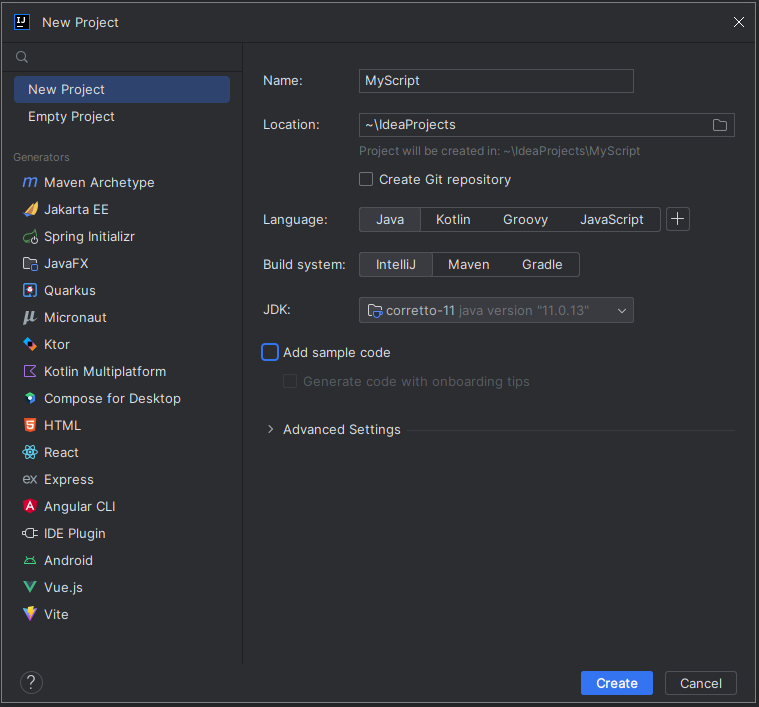 New Project
New Project
Empty Project
Generators
Maven Archetype
Jakarta EE
Spring Initializr
JavaFX
Quarkus
Micronaut
Ktor
Kotlin Multiplatform
Compose for Desktop
HTML
React
Express
Angular CLI
IDE Plugin
Android
Vue.js
Vite
Name: MyScript
Location: ~\IdeaProjects
Project will be created in: ~\IdeaProjects\MyScript
Create Git repository
Language: Java Kotlin Groovy JavaScript
Build system: IntelliJ Maven Gradle
JDK: corretto-11 java version "11.0.13"
Add sample code
Generate code with onboarding tips
Advanced Settings
? Create Cancel